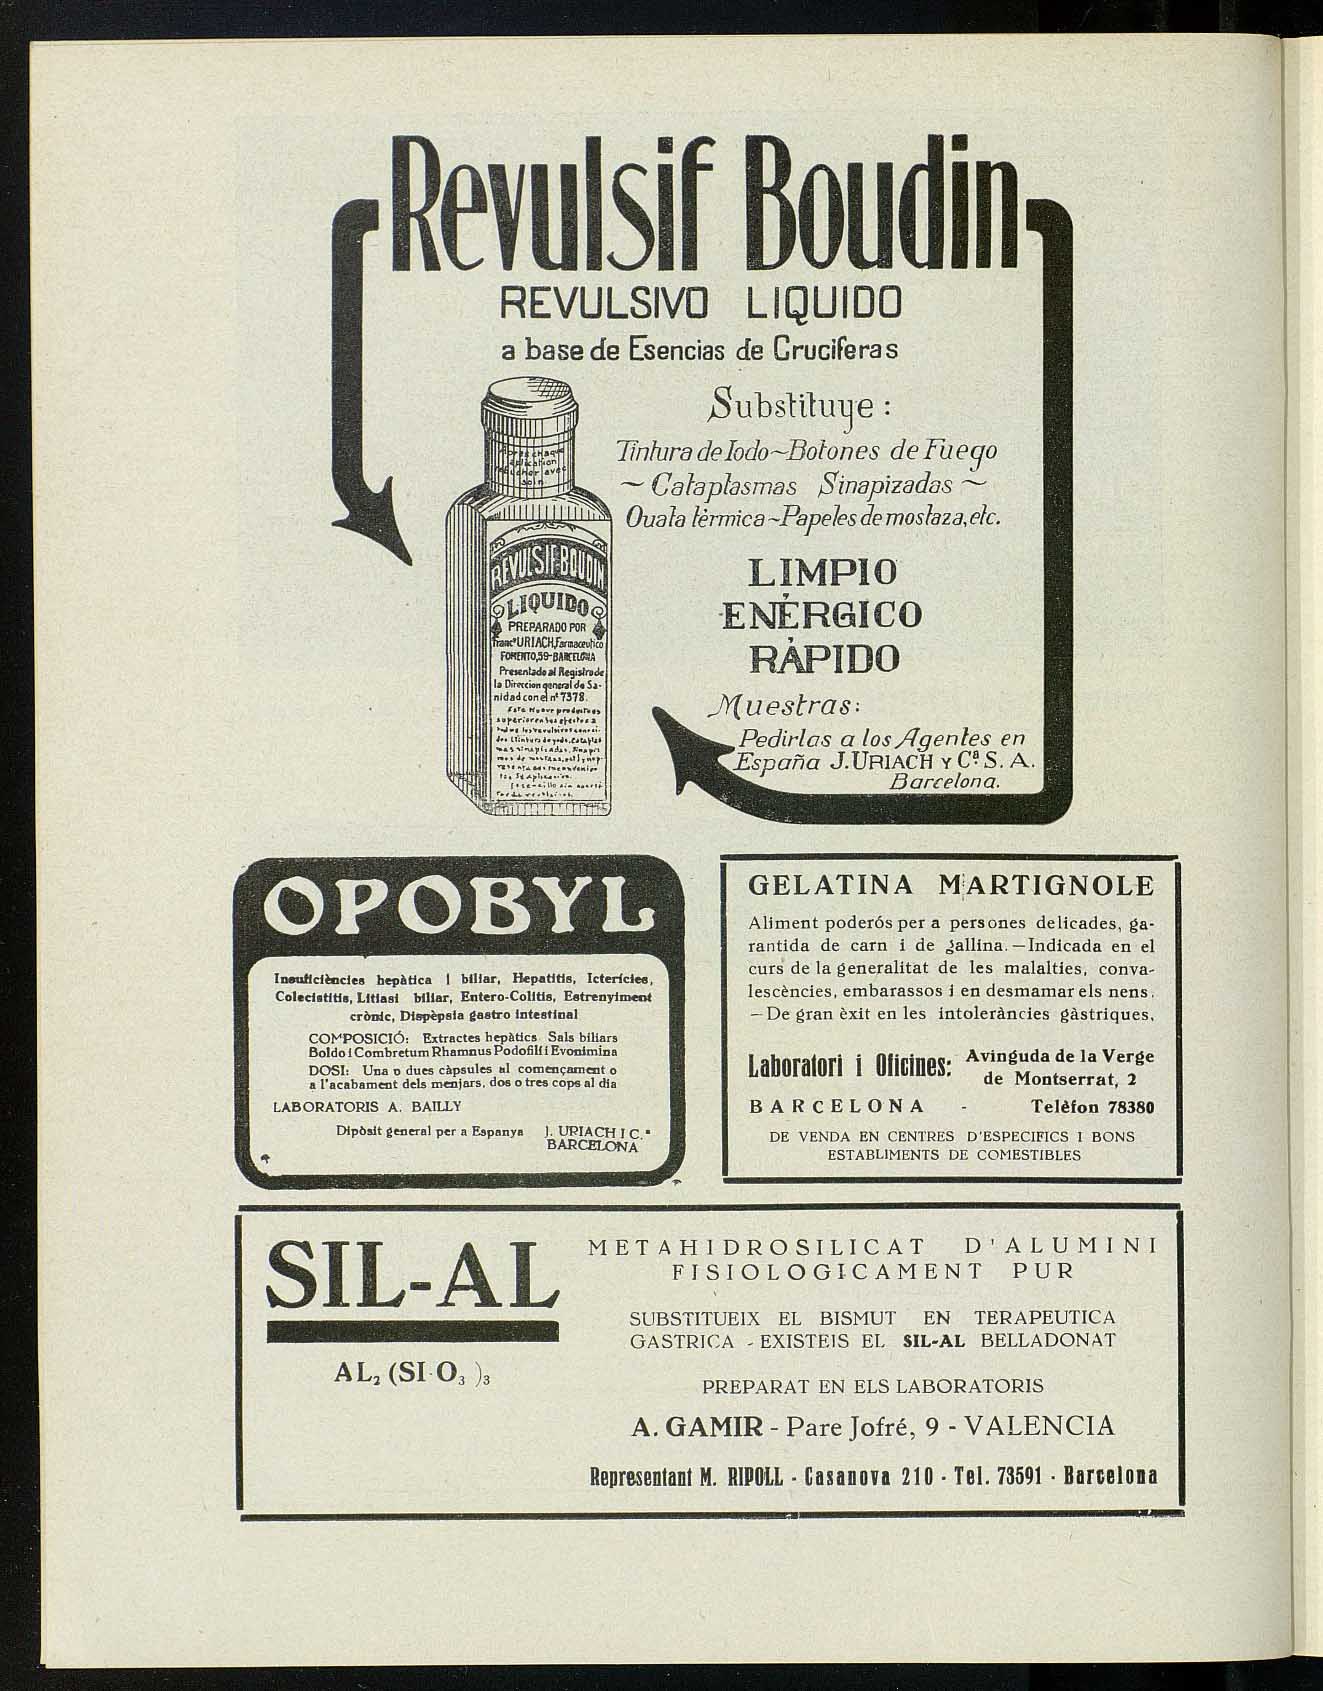 Revulsif Boudin
REVULSIVO LIQUIDO
a base de Esencias de Cruciferas
Substituye :
Tintura de Iodo~Botones de Fuego
~ Cataplasmas Sinapizadas ~
Ouata térmica~Papeles de mostaza, etc.
LIMPIO
ENÉRGICO
RÀPIDO
Muestras:
Pedirlas a los Agentes en
España J. URIACH Y Cª S. A.
Barcelona.
REVULSIF-BOUDIN
LIQUIDO
PREPARADO POR
Francº URIACH, Farmaceutico
FOMENTO, 59-BARCELONA
Presentado al Registro de
la Direccion general de Sa-
nidad con el nº 7378.
OPOBYL
Insuficiències hepàtica i biliar, Hepatitis, Icterícies,
Colecistitis, Litiasi biliar, Entero-Colitis, Estrenyiment
crònic, Dispèpsia gastro intestinal
COMPOSICIÓ: Extractes hepàtics Sals biliars
Boldo i Combretum Rhamnus Podofilí i Evonimina
DOSI: Una o dues càpsules al començament o
a l'acabament dels menjars, dos o tres cops al dia
LABORATORIS A. BAILLY
Dipòsit general per a Espanya J. URIACH I C.ª
BARCELONA
GELATINA MARTIGNOLE
Aliment poderós per a persones delicades, ga-
rantida de carn i de gallina.—Indicada en el
curs de la generalitat de les malalties, conva-
lescències, embarassos i en desmamar els nens.
—De gran èxit en les intoleràncies gàstriques.
Laboratori i Oficines: Avinguda de la Verge
de Montserrat, 2
BARCELONA - Telèfon 78380
DE VENDA EN CENTRES D'ESPECIFICS I BONS
ESTABLIMENTS DE COMESTIBLES
SIL-AL
AL₂ (SI·O₃ )₃
METAHIDROSILICAT D'ALUMINI
FISIOLOGICAMENT PUR
SUBSTITUEIX EL BISMUT EN TERAPEUTICA
GASTRICA - EXISTEIS EL SIL-AL BELLADONAT
PREPARAT EN ELS LABORATORIS
A. GAMIR - Pare Jofré, 9 - VALENCIA
Representant M. RIPOLL - Casanova 210 - Tel. 73591 - Barcelona